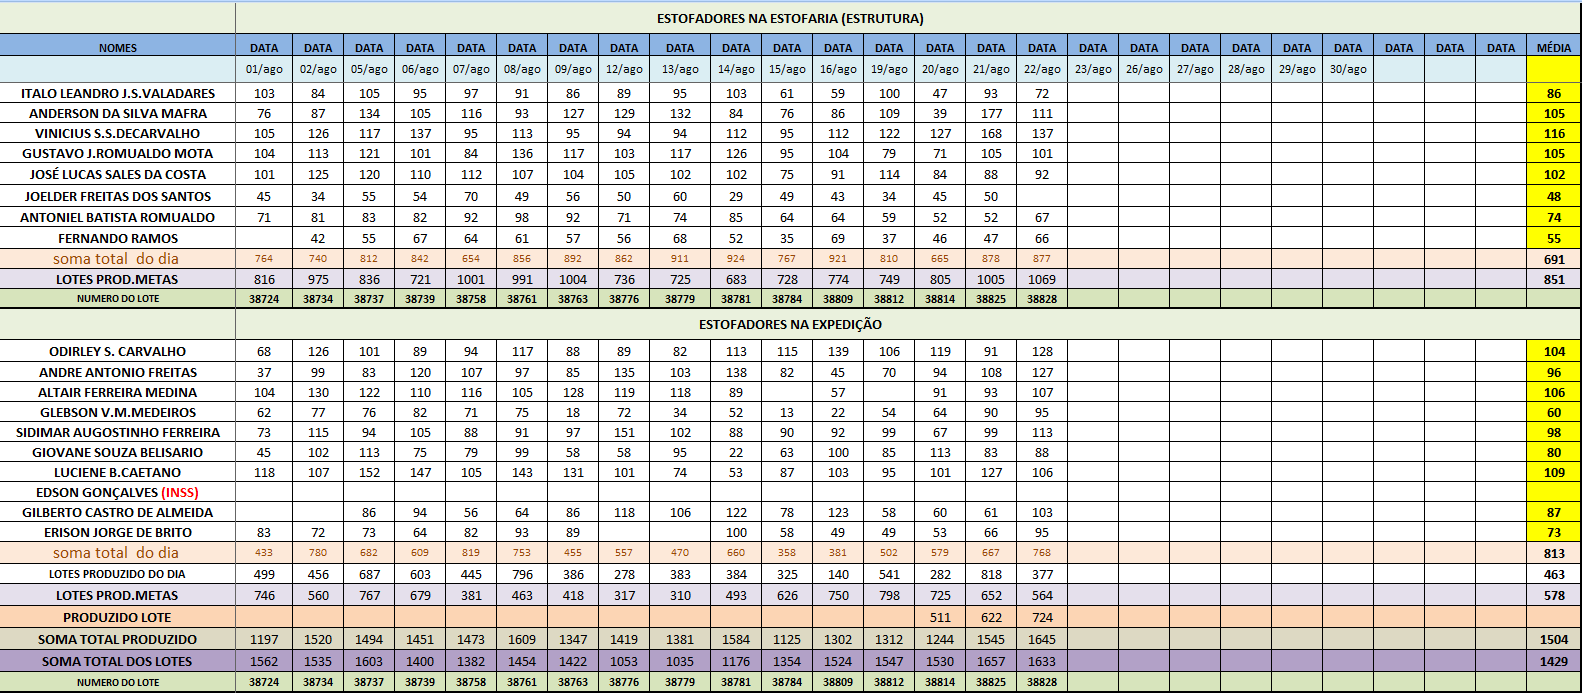 ESTOFADORES NA ESTOFARIA (ESTRUTURA)
NOMES DATA DATA DATA DATA DATA DATA DATA DATA DATA DATA DATA DATA DATA DATA DATA DATA DATA DATA DATA DATA DATA DATA DATA DATA DATA MÉDIA
01/ago 02/ago 05/ago 06/ago 07/ago 08/ago 09/ago 12/ago 13/ago 14/ago 15/ago 16/ago 19/ago 20/ago 21/ago 22/ago 23/ago 26/ago 27/ago 28/ago 29/ago 30/ago
ITALO LEANDRO J.S.VALADARES 103 84 105 95 97 91 86 89 95 103 61 59 100 47 93 72 86
ANDERSON DA SILVA MAFRA 76 87 134 105 116 93 127 129 132 84 76 86 109 39 177 111 105
VINICIUS S.S.DECARVALHO 105 126 117 137 95 113 95 94 94 112 95 112 122 127 168 137 116
GUSTAVO J.ROMUALDO MOTA 104 113 121 101 84 136 117 103 117 126 95 104 79 71 105 101 105
JOSÉ LUCAS SALES DA COSTA 101 125 120 110 112 107 104 105 102 102 75 91 114 84 88 92 102
JOELDER FREITAS DOS SANTOS 45 34 55 54 70 49 56 50 60 29 49 43 34 45 50 48
ANTONIEL BATISTA ROMUALDO 71 81 83 82 92 98 92 71 74 85 64 64 59 52 52 67 74
FERNANDO RAMOS 42 55 67 64 61 57 56 68 52 35 69 37 46 47 66 55
soma total do dia 764 740 812 842 654 856 892 862 911 924 767 921 810 665 878 877 691
LOTES PROD.METAS 816 975 836 721 1001 991 1004 736 725 683 728 774 749 805 1005 1069 851
NUMERO DO LOTE 38724 38734 38737 38739 38758 38761 38763 38776 38779 38781 38784 38809 38812 38814 38825 38828
ESTOFADORES NA EXPEDIÇÃO
ODIRLEY S. CARVALHO 68 126 101 89 94 117 88 89 82 113 115 139 106 119 91 128 104
ANDRE ANTONIO FREITAS 37 99 83 120 107 97 85 135 103 138 82 45 70 94 108 127 96
ALTAIR FERREIRA MEDINA 104 130 122 110 116 105 128 119 118 89 57 91 93 107 106
GLEBSON V.M.MEDEIROS 62 77 76 82 71 75 18 72 34 52 13 22 54 64 90 95 60
SIDIMAR AUGOSTINHO FERREIRA 73 115 94 105 88 91 97 151 102 88 90 92 99 67 99 113 98
GIOVANE SOUZA BELISARIO 45 102 113 75 79 99 58 58 95 22 63 100 85 113 83 88 80
LUCIENE B.CAETANO 118 107 152 147 105 143 131 101 74 53 87 103 95 101 127 106 109
EDSON GONÇALVES (INSS)
GILBERTO CASTRO DE ALMEIDA 86 94 56 64 86 118 106 122 78 123 58 60 61 103 87
ERISON JORGE DE BRITO 83 72 73 64 82 93 89 100 58 49 49 53 66 95 73
soma total do dia 433 780 682 609 819 753 455 557 470 660 358 381 502 579 667 768 813
LOTES PRODUZIDO DO DIA 499 456 687 603 445 796 386 278 383 384 325 140 541 282 818 377 463
LOTES PROD.METAS 746 560 767 679 381 463 418 317 310 493 626 750 798 725 652 564 578
PRODUZIDO LOTE 511 622 724
SOMA TOTAL PRODUZIDO 1197 1520 1494 1451 1473 1609 1347 1419 1381 1584 1125 1302 1312 1244 1545 1645 1504
SOMA TOTAL DOS LOTES 1562 1535 1603 1400 1382 1454 1422 1053 1035 1176 1354 1524 1547 1530 1657 1633 1429
NUMERO DO LOTE 38724 38734 38737 38739 38758 38761 38763 38776 38779 38781 38784 38809 38812 38814 38825 38828